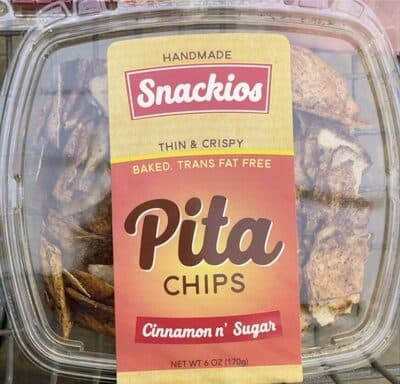 HANDMADE
Snackios
THIN & CRISPY
BAKED. TRANS FAT FREE
Pita
CHIPS
Cinnamon n' Sugar
NET WT 6 OZ (170g)